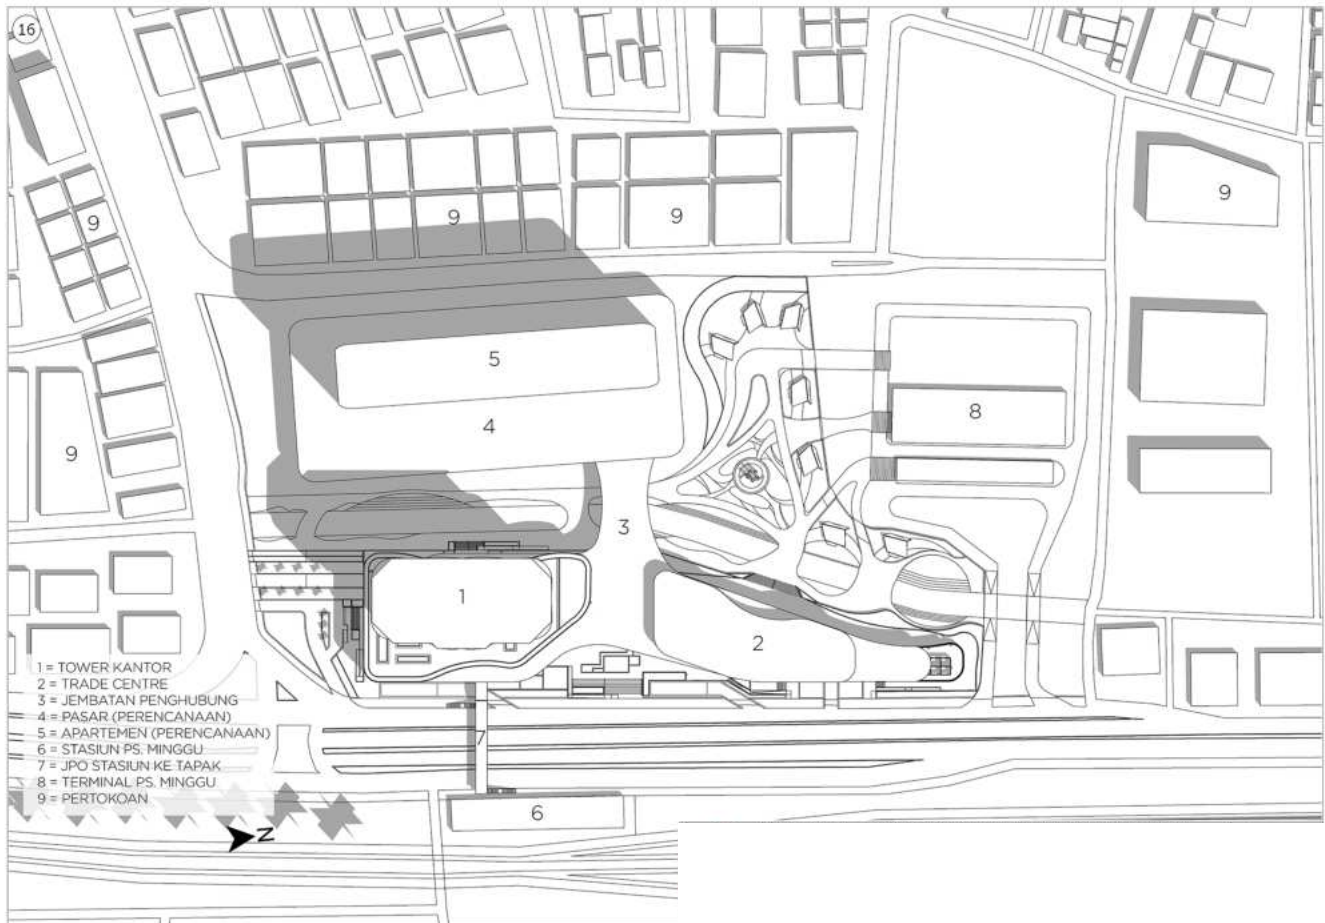 16
9
9
9
9
5
4
8
9
3
1
2
1 = TOWER KANTOR
2 = TRADE CENTRE
3 = JEMBATAN PENGHUBUNG
4 = PASAR (PERENCANAAN)
5 = APARTEMEN (PERENCANAAN)
6 = STASIUN PS. MINGGU
7 = JPO STASIUN KE TAPAK
8 = TERMINAL PS. MINGGU
9 = PERTOKOAN
7
6
N